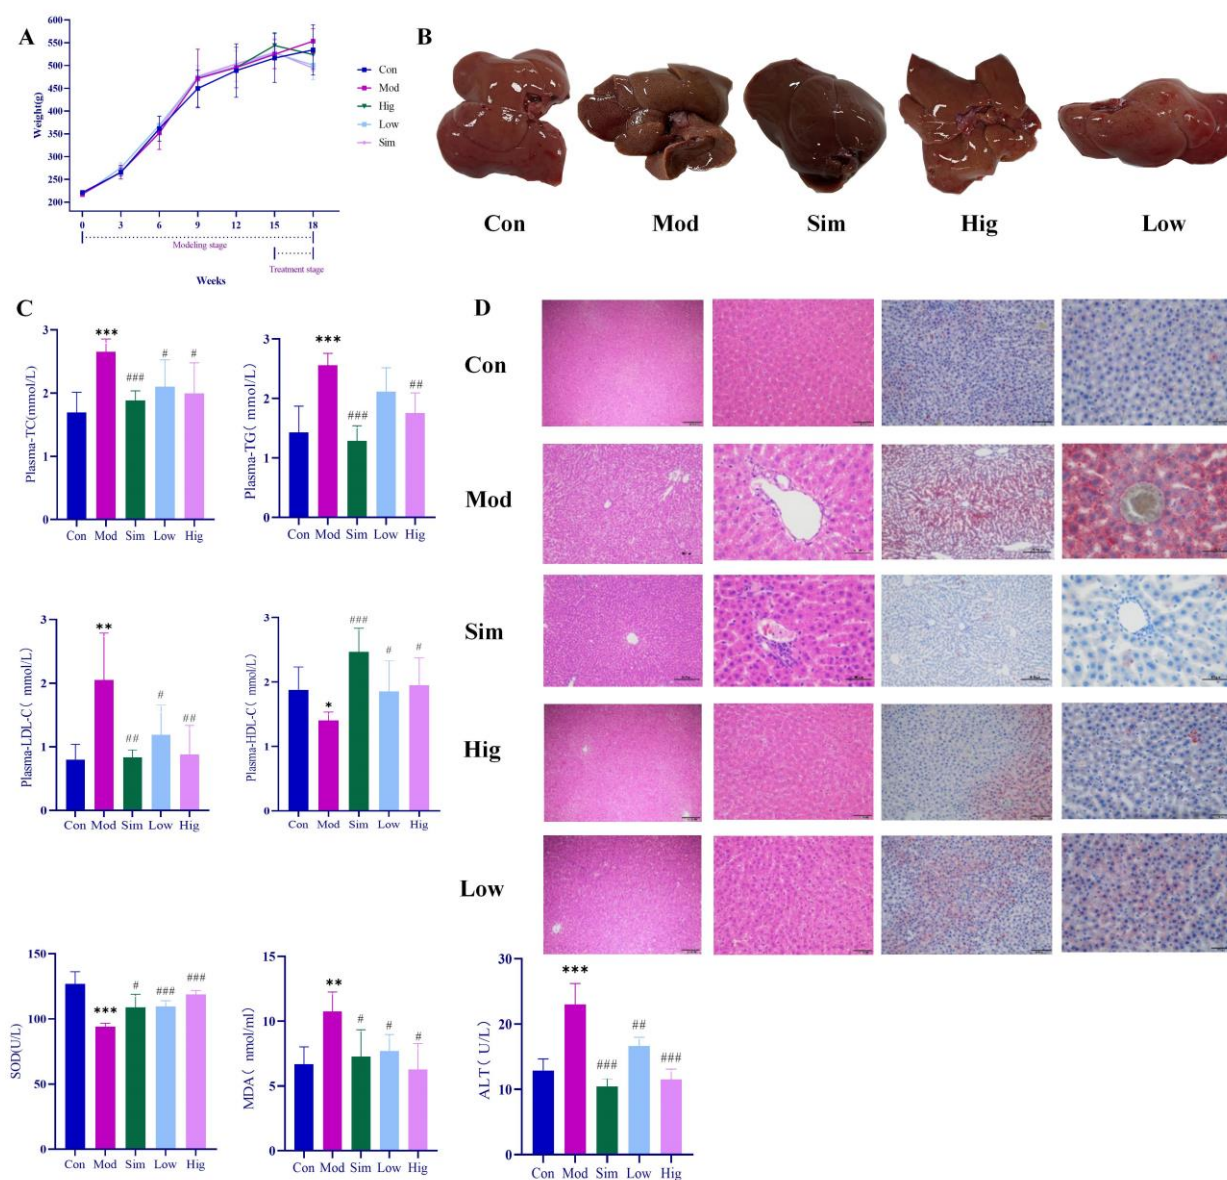 A
600
550
500
450
400
350
300
250
200
Weight(g)
0 3 6 9 12 15 18
Modeling stage
Treatment stage
Weeks
Con
Mod
Hig
Low
Sim
B
Con Mod Sim Hig Low
C
Plasma-TC(mmol/L)
3
2
1
0
*** ### # #
Con Mod Sim Low Hig
Plasma-TG( mmol/L)
3
2
1
0
*** ### ##
Con Mod Sim Low Hig
Plasma-LDL-C( mmol/L)
3
2
1
0
** ## # ##
Con Mod Sim Low Hig
Plasma-HDL-C( mmol/L)
3
2
1
0
* ### # #
Con Mod Sim Low Hig
D
Con
Mod
Sim
Hig
Low
SOD(U/L)
150
100
50
0
*** # ### ###
Con Mod Sim Low Hig
MDA( nmol/ml)
15
10
5
0
** # # #
Con Mod Sim Low Hig
ALT( U/L)
30
20
10
0
*** ### ## ###
Con Mod Sim Low Hig